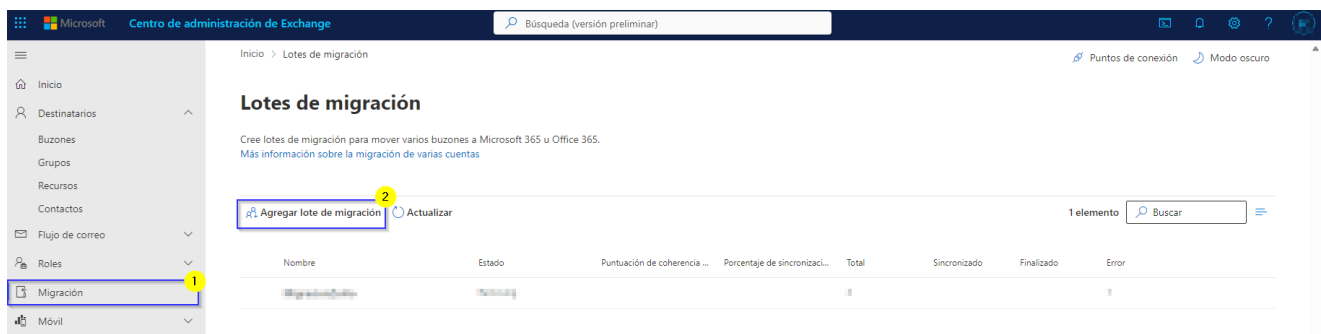 Microsoft Centro de administración de Exchange Búsqueda (versión preliminar) ?
Inicio > Lotes de migración
Puntos de conexión Modo oscuro
Inicio
Destinatarios
Buzones
Grupos
Recursos
Contactos
Flujo de correo
Roles
1
Migración
Móvil
Lotes de migración
Cree lotes de migración para mover varios buzones a Microsoft 365 u Office 365.
Más información sobre la migración de varias cuentas
2
Agregar lote de migración Actualizar 1 elemento Buscar
Nombre Estado Puntuación de coherencia ... Porcentaje de sincronizaci... Total Sincronizado Finalizado Error